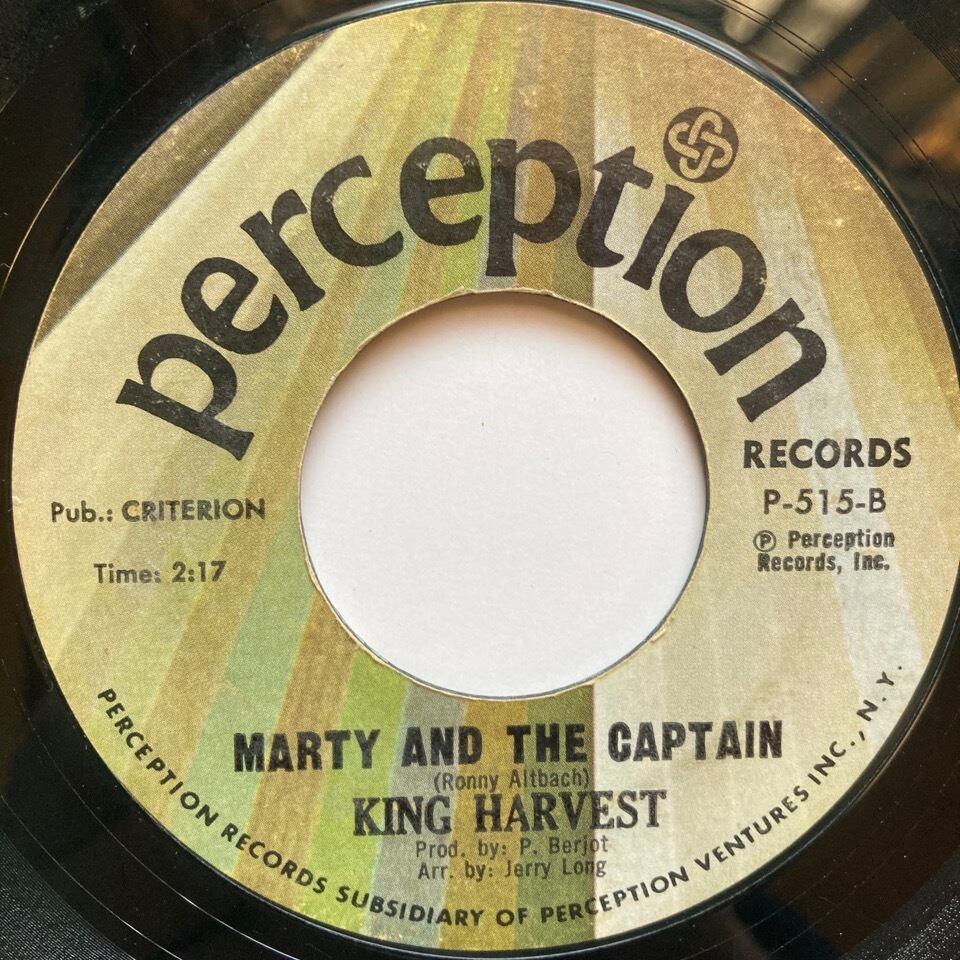 perception
RECORDS
P-515-B
℗ Perception
Records, Inc.
Pub.: CRITERION
Time: 2:17
MARTY AND THE CAPTAIN
(Ronny Altbach)
KING HARVEST
Prod. by: P. Berjot
Arr. by: Jerry Long
PERCEPTION RECORDS SUBSIDIARY OF PERCEPTION VENTURES INC., N.Y.